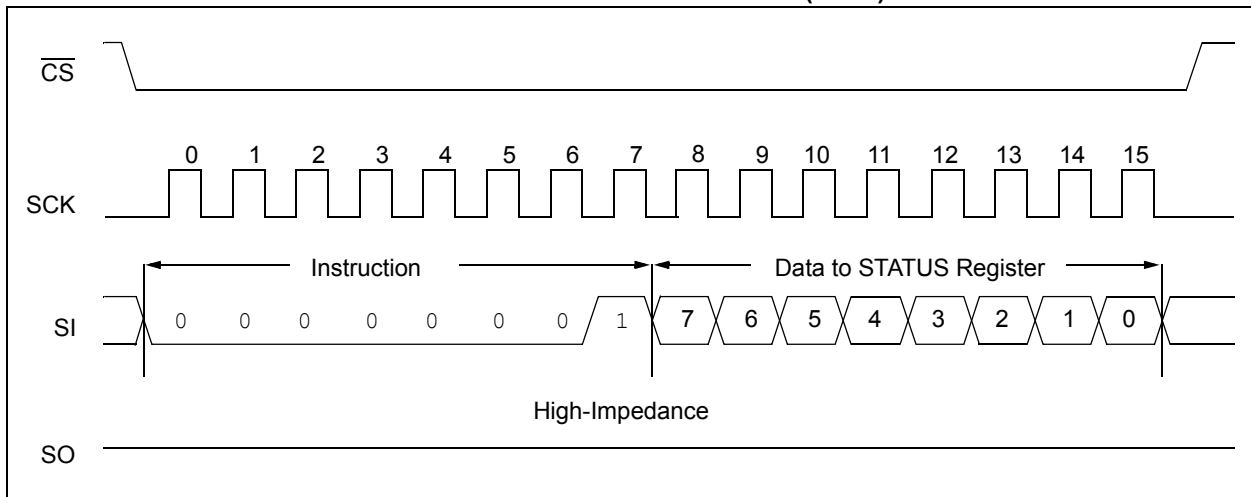 CS
0 1 2 3 4 5 6 7 8 9 10 11 12 13 14 15
SCK
Instruction Data to STATUS Register
SI 0 0 0 0 0 0 0 1 7 6 5 4 3 2 1 0
High-Impedance
SO